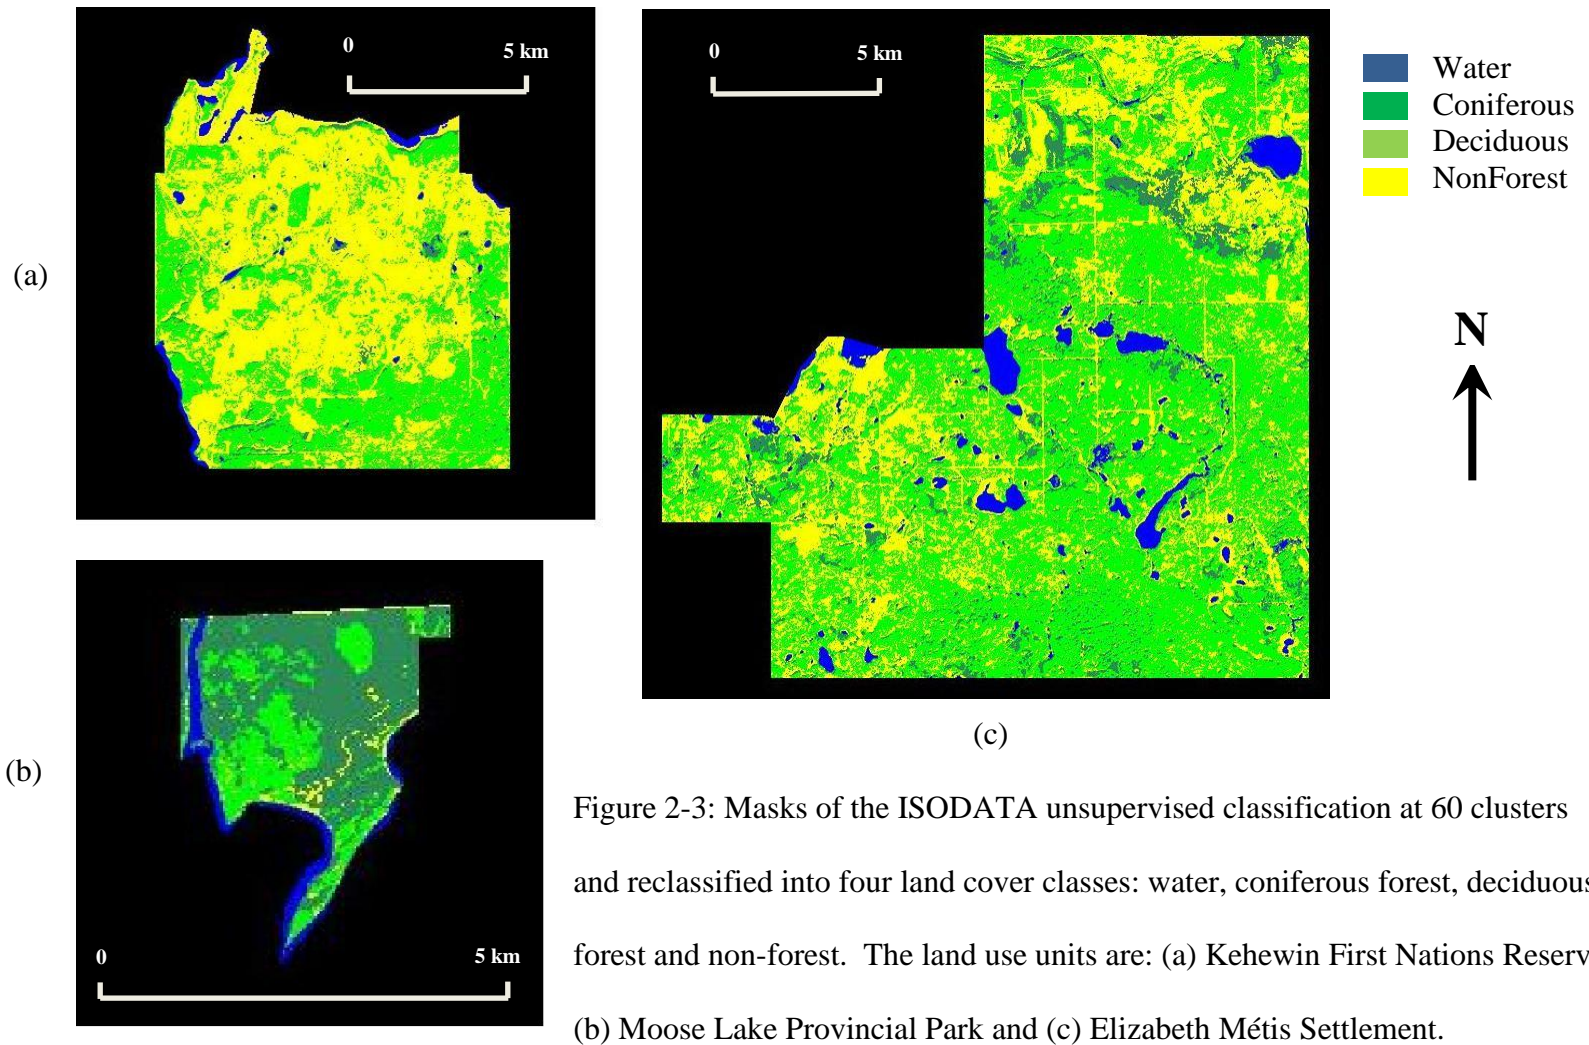 0 5 km
(a)
0 5 km
Water
Coniferous
Deciduous
NonForest
N
(b)
0 5 km
(c)
Figure 2-3: Masks of the ISODATA unsupervised classification at 60 clusters
and reclassified into four land cover classes: water, coniferous forest, deciduous
forest and non-forest. The land use units are: (a) Kehewin First Nations Reserv
(b) Moose Lake Provincial Park and (c) Elizabeth Métis Settlement.